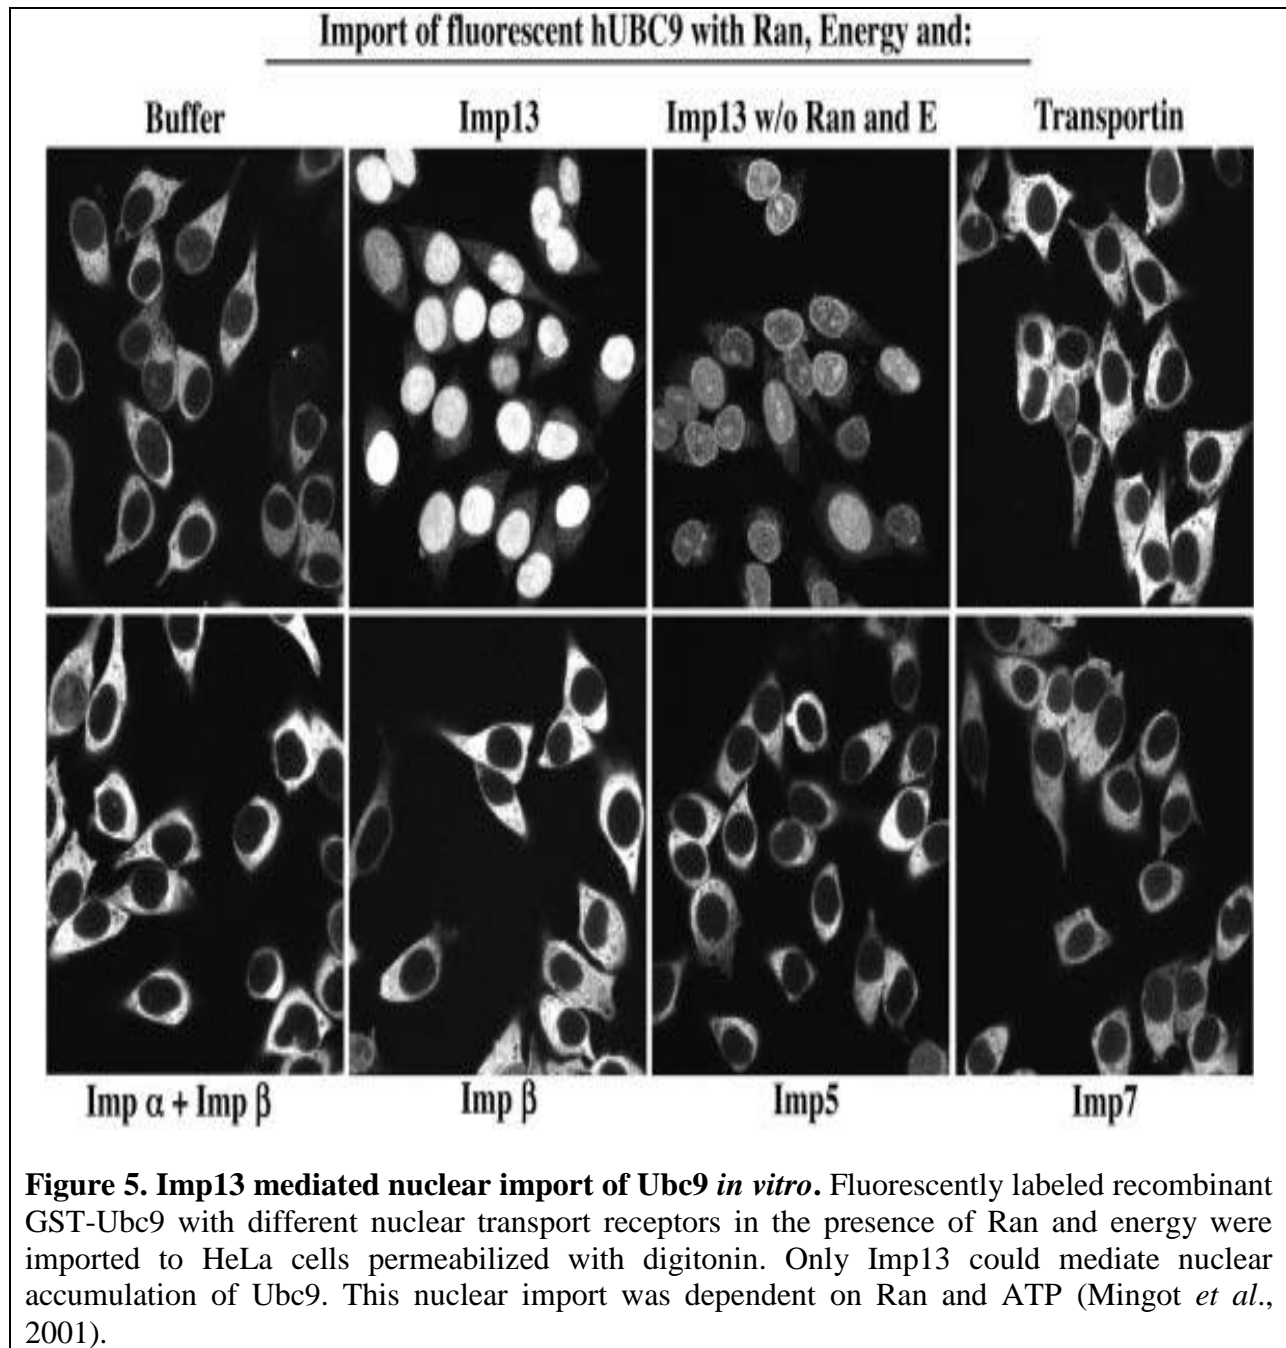 Import of fluorescent hUBC9 with Ran, Energy and:
Buffer Imp13 Imp13 w/o Ran and E Transportin
Imp α + Imp β Imp β Imp5 Imp7
Figure 5. Imp13 mediated nuclear import of Ubc9 in vitro. Fluorescently labeled recombinant
GST-Ubc9 with different nuclear transport receptors in the presence of Ran and energy were
imported to HeLa cells permeabilized with digitonin. Only Imp13 could mediate nuclear
accumulation of Ubc9. This nuclear import was dependent on Ran and ATP (Mingot et al.,
2001).